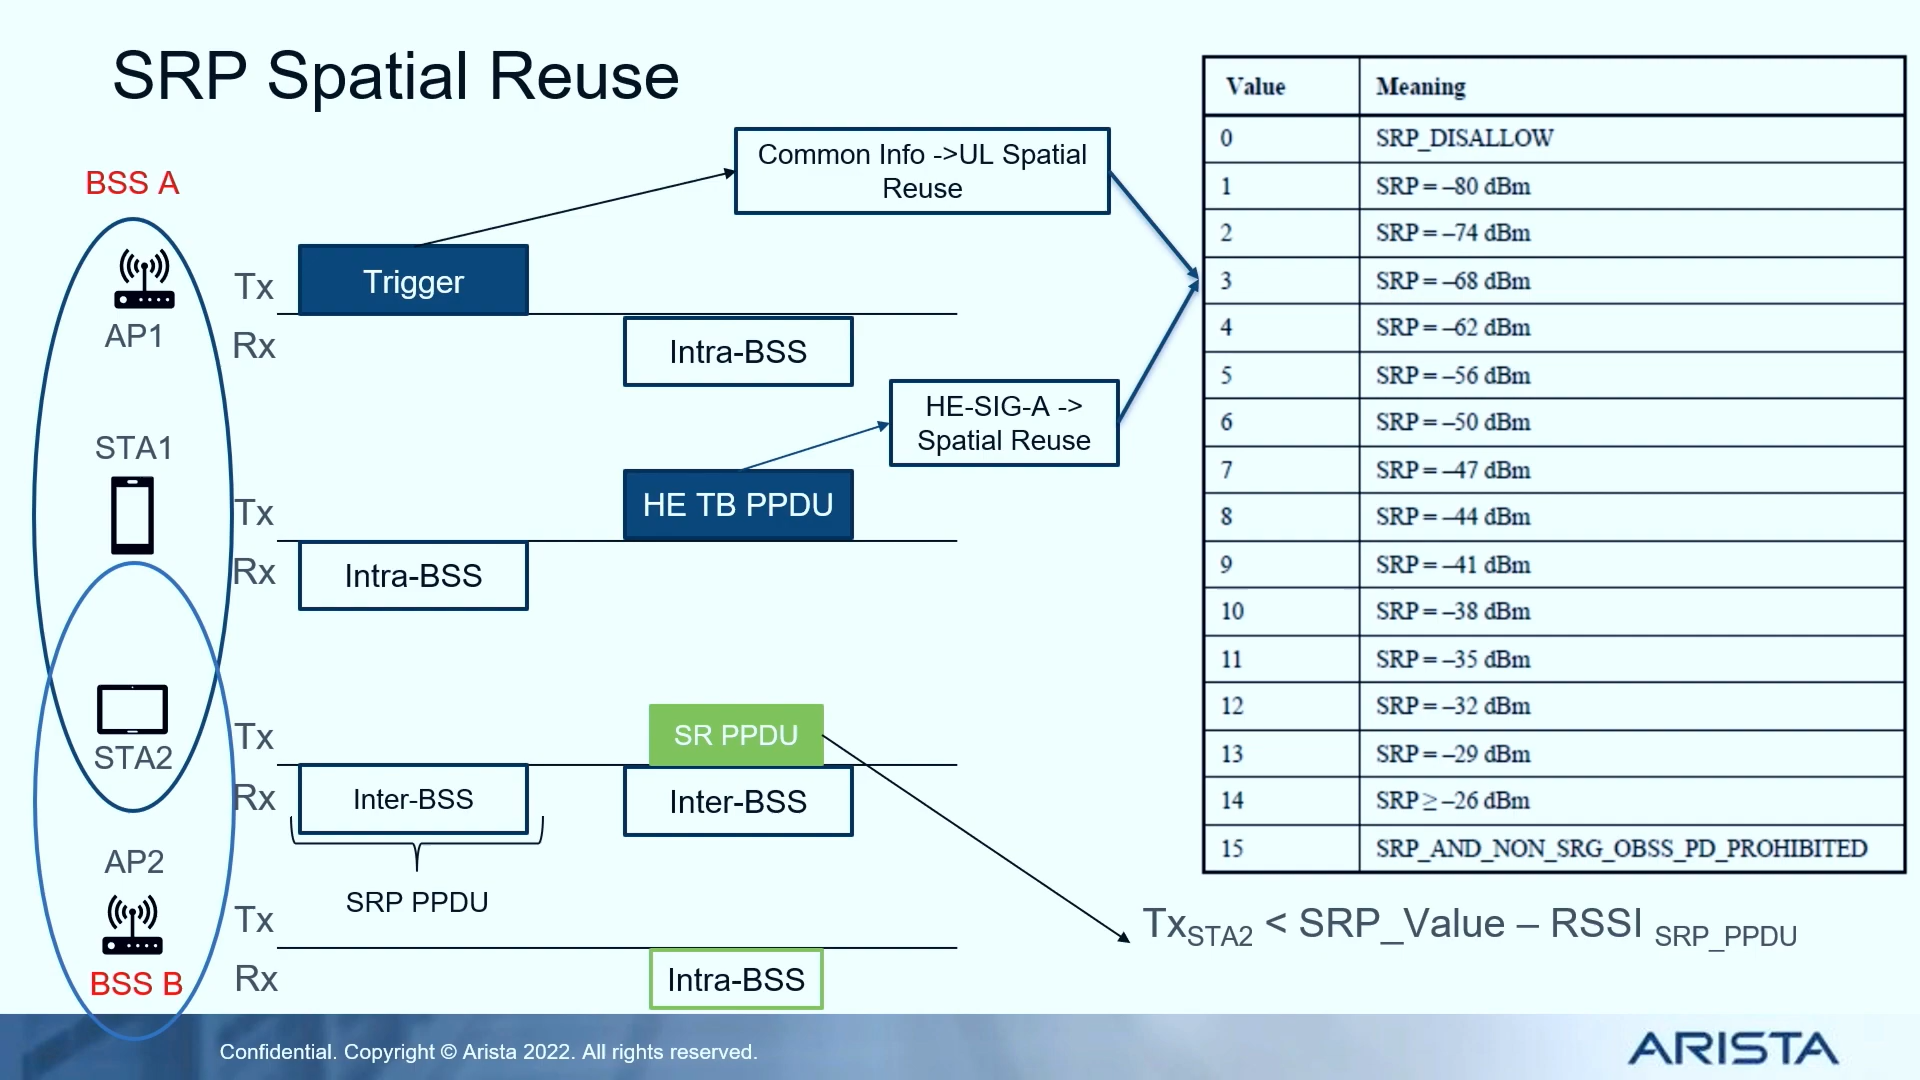 SRP Spatial Reuse
BSS A
AP1
STA1
STA2
AP2
BSS B
Tx
Trigger
Rx
Intra-BSS
Common Info ->UL Spatial
Reuse
HE-SIG-A ->
Spatial Reuse
Tx
HE TB PPDU
Rx
Intra-BSS
Tx
SR PPDU
Rx
Inter-BSS
Inter-BSS
SRP PPDU
Tx
Rx
Intra-BSS
Value Meaning
0 SRP_DISALLOW
1 SRP = –80 dBm
2 SRP = –74 dBm
3 SRP = –68 dBm
4 SRP = –62 dBm
5 SRP = –56 dBm
6 SRP = –50 dBm
7 SRP = –47 dBm
8 SRP = –44 dBm
9 SRP = –41 dBm
10 SRP = –38 dBm
11 SRP = –35 dBm
12 SRP = –32 dBm
13 SRP = –29 dBm
14 SRP ≥ –26 dBm
15 SRP_AND_NON_SRG_OBSS_PD_PROHIBITED
Tx STA2 < SRP_Value – RSSI SRP_PPDU
Confidential. Copyright © Arista 2022. All rights reserved.
ARISTA